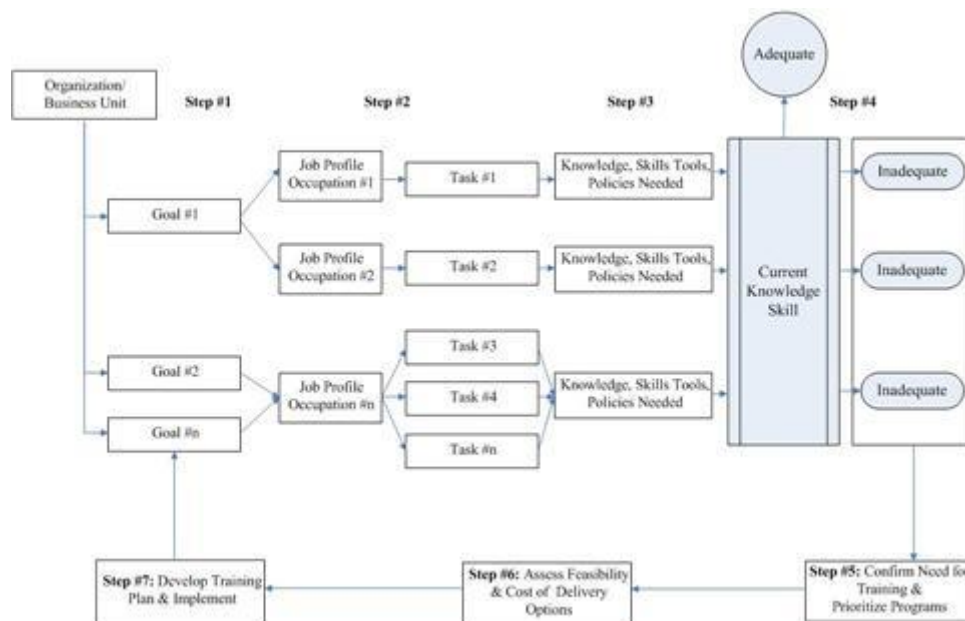 Adequate
Organization/
Business Unit
Step #1
Step #2
Step #3
Step #4
Job Profile
Occupation #1
Task #1
Knowledge, Skills Tools,
Policies Needed
Inadequate
Goal #1
Job Profile
Occupation #2
Task #2
Knowledge, Skills Tools,
Policies Needed
Inadequate
Current
Knowledge
Skill
Goal #2
Goal #n
Job Profile
Occupation #n
Task #3
Task #4
Task #n
Knowledge, Skills Tools,
Policies Needed
Inadequate
Step #7: Develop Training
Plan & Implement
Step #6: Assess Feasibility
& Cost of Delivery
Options
Step #5: Confirm Need fo
Training &
Prioritize Programs